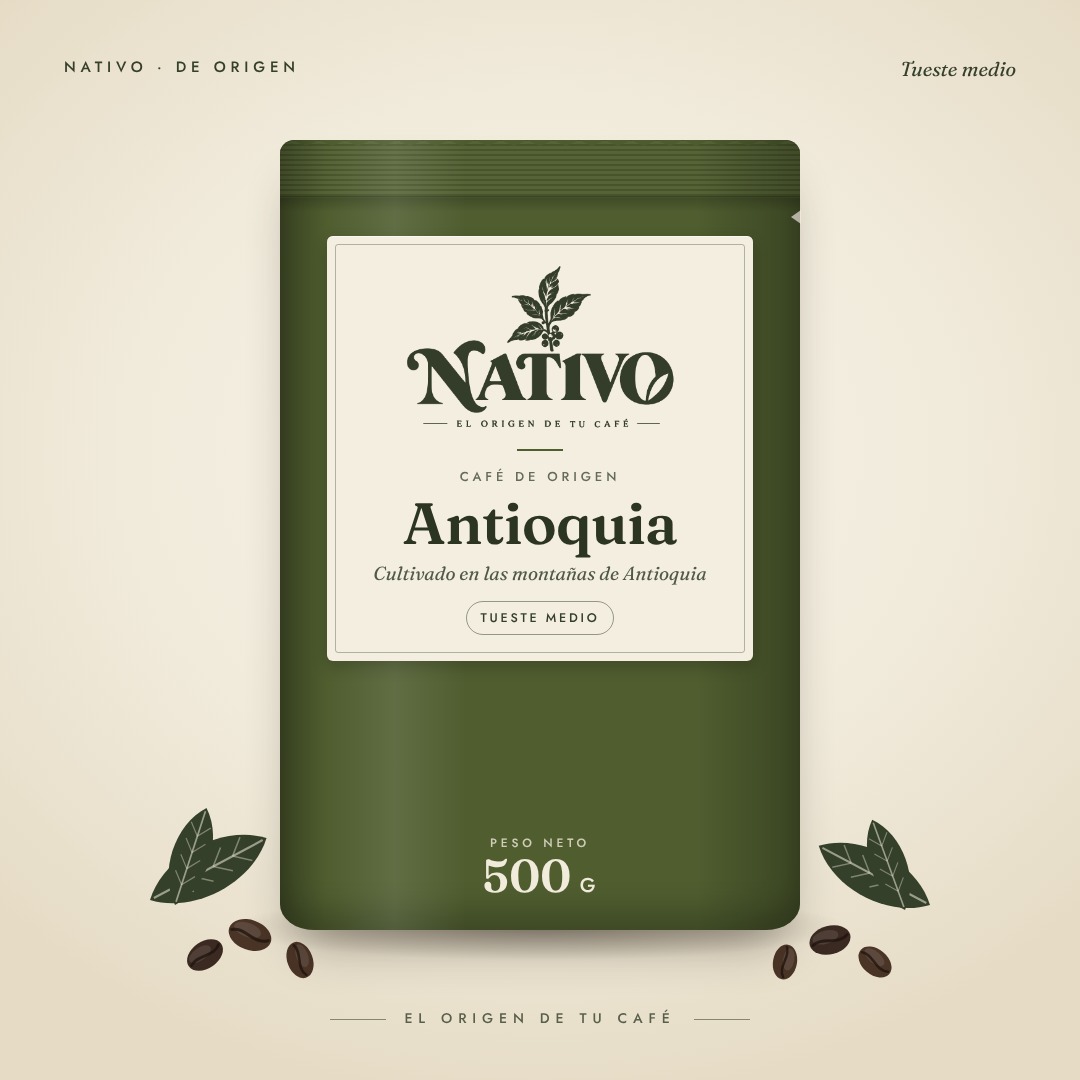 NATIVO · DE ORIGEN
Tueste medio
NATIVO
EL ORIGEN DE TU CAFÉ
CAFÉ DE ORIGEN
Antioquia
Cultivado en las montañas de Antioquia
TUESTE MEDIO
PESO NETO
500 G
EL ORIGEN DE TU CAFÉ